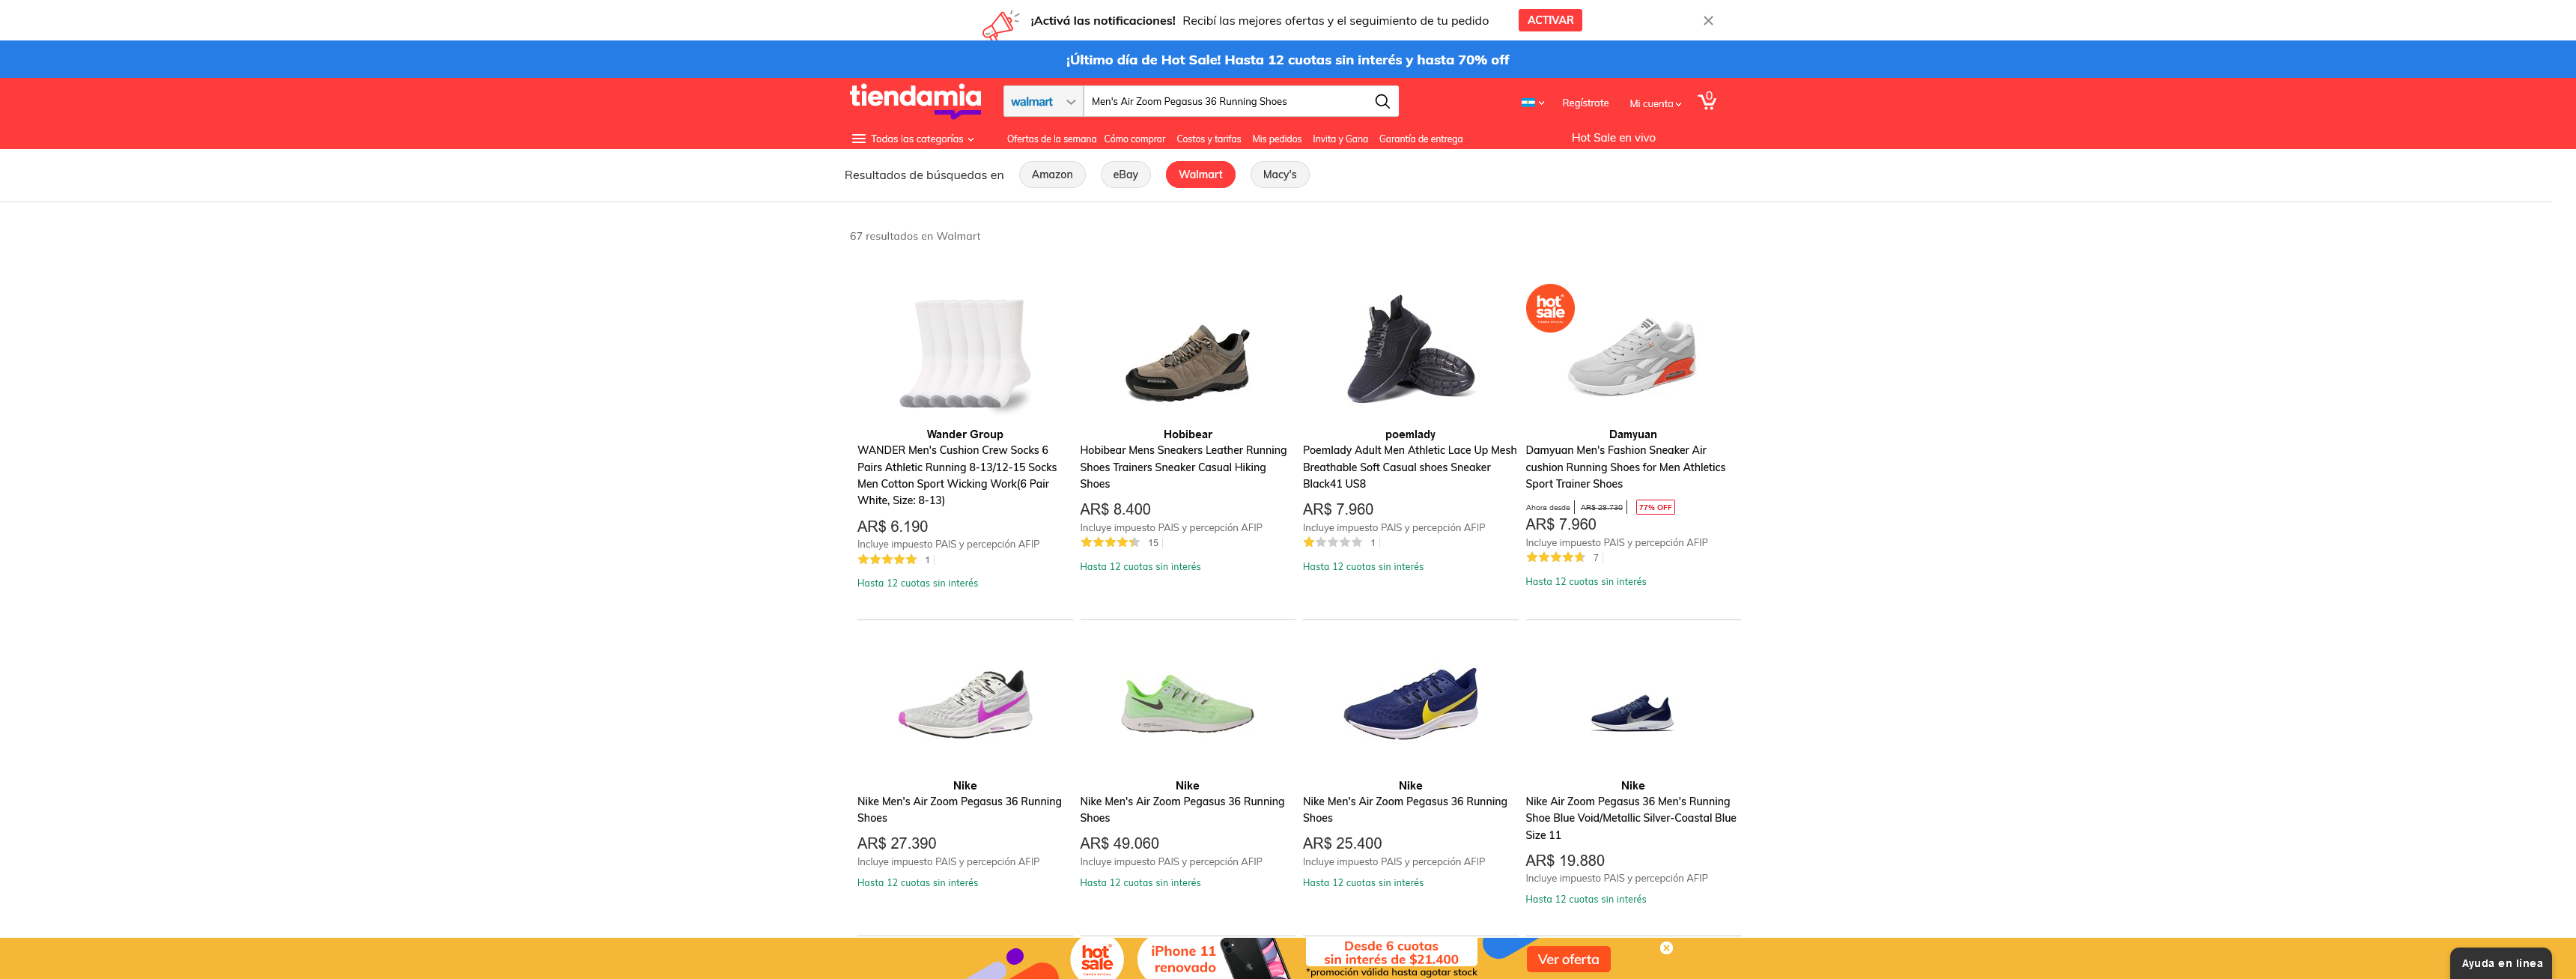 ¡Activá las notificaciones! Recibí las mejores ofertas y el seguimiento de tu pedido ACTIVAR
¡Último día de Hot Sale! Hasta 12 cuotas sin interés y hasta 70% off
tiendamia walmart Men's Air Zoom Pegasus 36 Running Shoes Regístrate Mi cuenta 0
Todas las categorías Ofertas de la semana Cómo comprar Costos y tarifas Mis pedidos Invita y Gana Garantía de entrega Hot Sale en vivo
Resultados de búsquedas en Amazon eBay Walmart Macy's
67 resultados en Walmart
hot
sale
Wander Group
WANDER Men's Cushion Crew Socks 6
Pairs Athletic Running 8-13/12-15 Socks
Men Cotton Sport Wicking Work(6 Pair
White, Size: 8-13)
AR$ 6.190
Incluye impuesto PAIS y percepción AFIP
1
Hasta 12 cuotas sin interés
Hobibear
Hobibear Mens Sneakers Leather Running
Shoes Trainers Sneaker Casual Hiking
Shoes
AR$ 8.400
Incluye impuesto PAIS y percepción AFIP
15
Hasta 12 cuotas sin interés
poemlady
Poemlady Adult Men Athletic Lace Up Mesh
Breathable Soft Casual shoes Sneaker
Black41 US8
AR$ 7.960
Incluye impuesto PAIS y percepción AFIP
1
Hasta 12 cuotas sin interés
Damyuan
Damyuan Men's Fashion Sneaker Air
cushion Running Shoes for Men Athletics
Sport Trainer Shoes
Ahora desde AR$ 28.730 77% OFF
AR$ 7.960
Incluye impuesto PAIS y percepción AFIP
7
Hasta 12 cuotas sin interés
Nike
Nike Men's Air Zoom Pegasus 36 Running
Shoes
AR$ 27.390
Incluye impuesto PAIS y percepción AFIP
Hasta 12 cuotas sin interés
Nike
Nike Men's Air Zoom Pegasus 36 Running
Shoes
AR$ 49.060
Incluye impuesto PAIS y percepción AFIP
Hasta 12 cuotas sin interés
Nike
Nike Men's Air Zoom Pegasus 36 Running
Shoes
AR$ 25.400
Incluye impuesto PAIS y percepción AFIP
Hasta 12 cuotas sin interés
Nike
Nike Air Zoom Pegasus 36 Men's Running
Shoe Blue Void/Metallic Silver-Coastal Blue
Size 11
AR$ 19.880
Incluye impuesto PAIS y percepción AFIP
Hasta 12 cuotas sin interés
hot
sale
iPhone 11
renovado
Desde 6 cuotas
sin interés de $21.400
*promoción válida hasta agotar stock
Ver oferta
Ayuda en línea